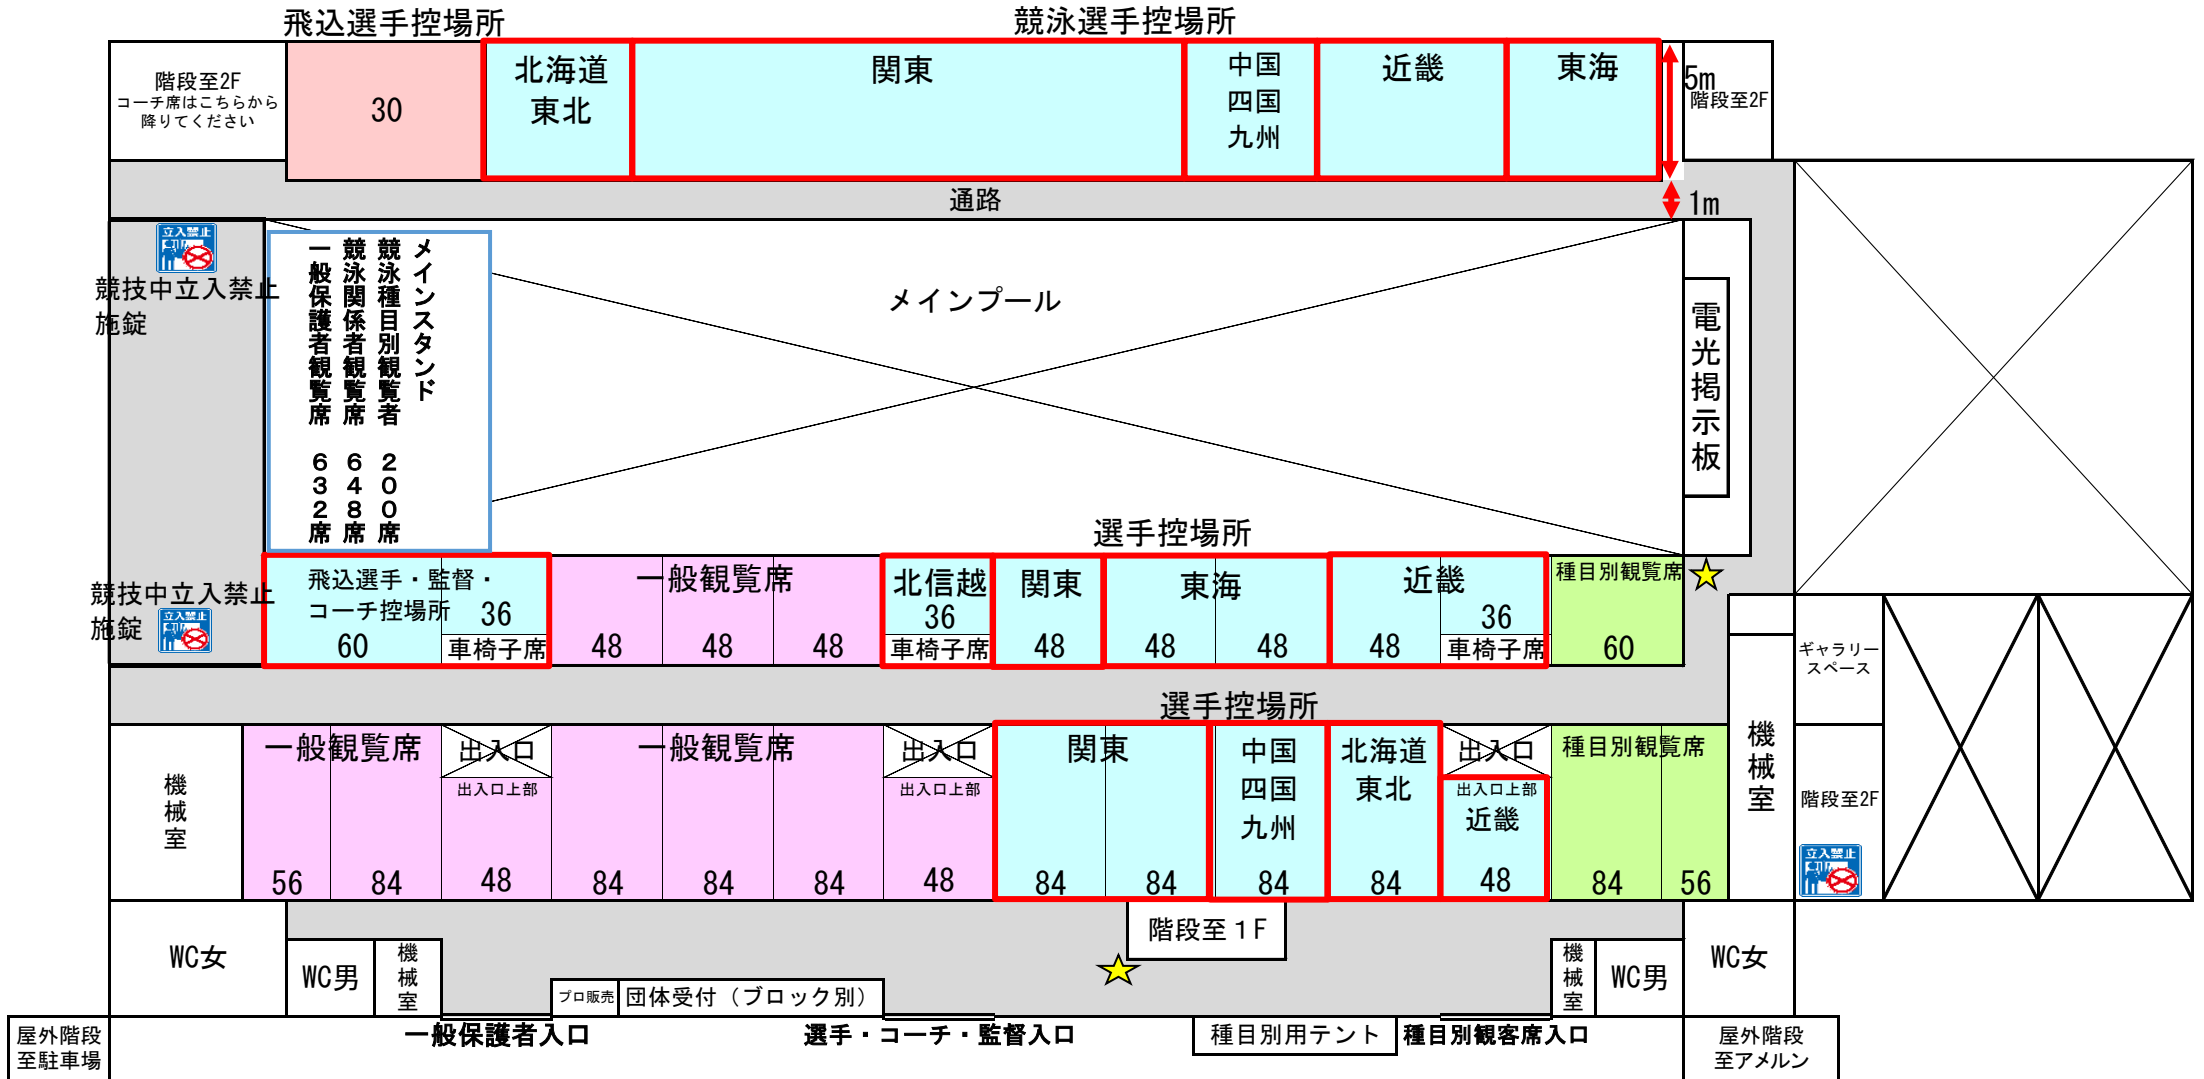 飛込選手控場所
競泳選手控場所
階段至2F
コーチ席はこちらから
降りてください
30
北海道
東北
関東
中国
四国
九州
近畿
東海
5m
階段至2F
通路
1m
立入禁止
競技中立入禁止
施錠
メインスタンド
競泳種目別観覧者 200席
競泳関係者観覧席 648席
一般保護者観覧席 632席
メインプール
電光掲示板
選手控場所
競技中立入禁止
施錠
立入禁止
飛込選手・監督・
コーチ控場所
60
36
車椅子席
一般観覧席
48
48
48
北信越
36
車椅子席
関東
48
東海
48
48
近畿
48
36
車椅子席
種目別観覧席
60
ギャラリー
スペース
選手控場所
機械室
一般観覧席
56
84
出入口
出入口上部
48
一般観覧席
84
84
84
出入口
出入口上部
48
関東
84
84
中国
四国
九州
84
北海道
東北
84
出入口
出入口上部
近畿
48
種目別観覧席
84
56
機械室
階段至2F
立入禁止
階段至1F
WC女
WC男
機械室
プロ販売
団体受付（ブロック別）
機械室
WC男
WC女
屋外階段
至駐車場
一般保護者入口
選手・コーチ・監督入口
種目別用テント
種目別観客席入口
屋外階段
至アメルン